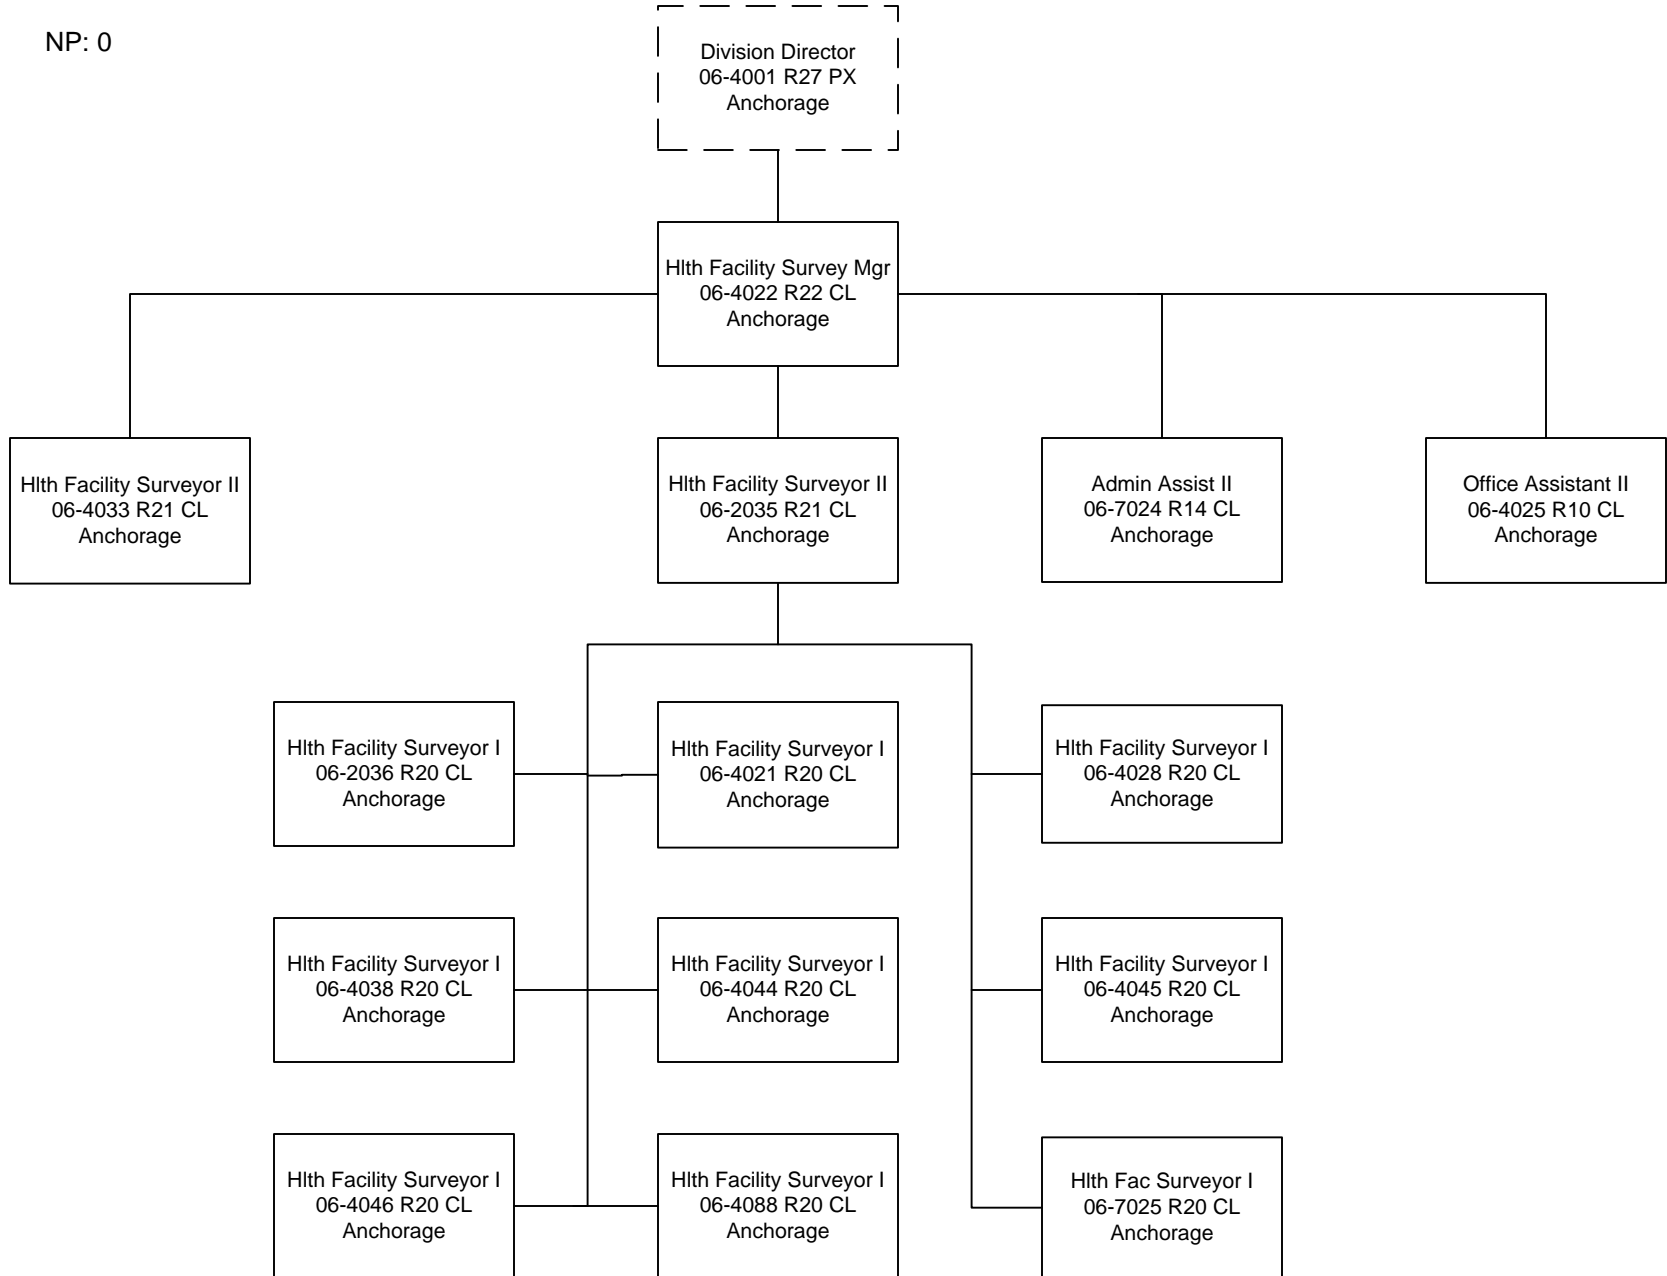 NP: 0
Division Director
06-4001 R27 PX
Anchorage
Hlth Facility Survey Mgr
06-4022 R22 CL
Anchorage
Hlth Facility Surveyor II
06-4033 R21 CL
Anchorage
Hlth Facility Surveyor II
06-2035 R21 CL
Anchorage
Admin Assist II
06-7024 R14 CL
Anchorage
Office Assistant II
06-4025 R10 CL
Anchorage
Hlth Facility Surveyor I
06-2036 R20 CL
Anchorage
Hlth Facility Surveyor I
06-4021 R20 CL
Anchorage
Hlth Facility Surveyor I
06-4028 R20 CL
Anchorage
Hlth Facility Surveyor I
06-4038 R20 CL
Anchorage
Hlth Facility Surveyor I
06-4044 R20 CL
Anchorage
Hlth Facility Surveyor I
06-4045 R20 CL
Anchorage
Hlth Facility Surveyor I
06-4046 R20 CL
Anchorage
Hlth Facility Surveyor I
06-4088 R20 CL
Anchorage
Hlth Fac Surveyor I
06-7025 R20 CL
Anchorage